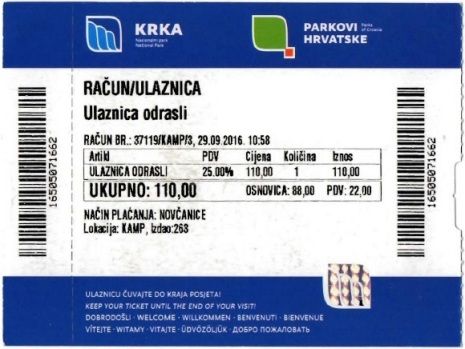 KRKA
Nacionalni park
National Park
PARKOVI
HRVATSKE
Parks
of Croatia
RAČUN/ULAZNICA
Ulaznica odrasli
RAČUN BR.: 37119/KAMP/3, 29.09.2016. 10:58
Artikl PDV Cijena Količina Iznos
ULAZNICA ODRASLI 25.00% 110,00 1 110,00
UKUPNO: 110,00 OSNOVICA: 88,00 PDV: 22,00
NAČIN PLAĆANJA: NOVČANICE
Lokacija: KAMP, Izdao:263
16505071662
16505071662
ULAZNICU ČUVAJTE DO KRAJA POSJETA!
KEEP YOUR TICKET UNTIL THE END OF YOUR VISIT!
DOBRODOŠLI · WELCOME · WILLKOMMEN · BENVENUTI · BIENVENUE
VÍTEJTE · WITAMY · VITAJTE · ÜDVÖZÖLJÜK · ДОБРО ПОЖАЛОВАТЬ